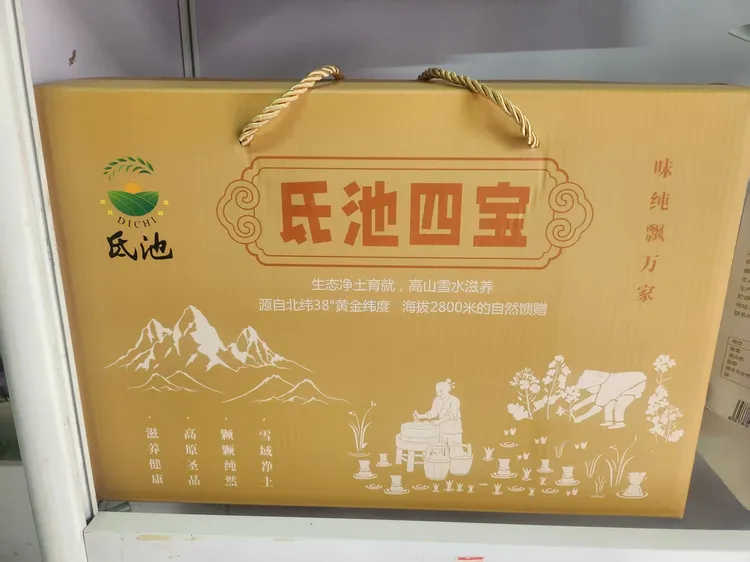 DICHI
氐池
氐池四宝
味纯飘万家
生态净土育就，高山雪水滋养
源自北纬38°黄金纬度 海拔2800米的自然馈赠
·雪域净土
·颗颗纯然
·高原圣品
·滋养健康